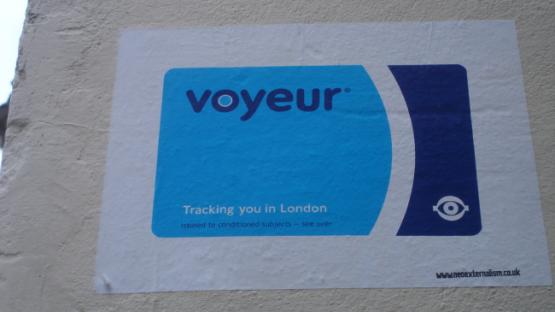 voyeur
Tracking you in London
Issued to conditioned subjects – see over
www.neoexternalism.co.uk